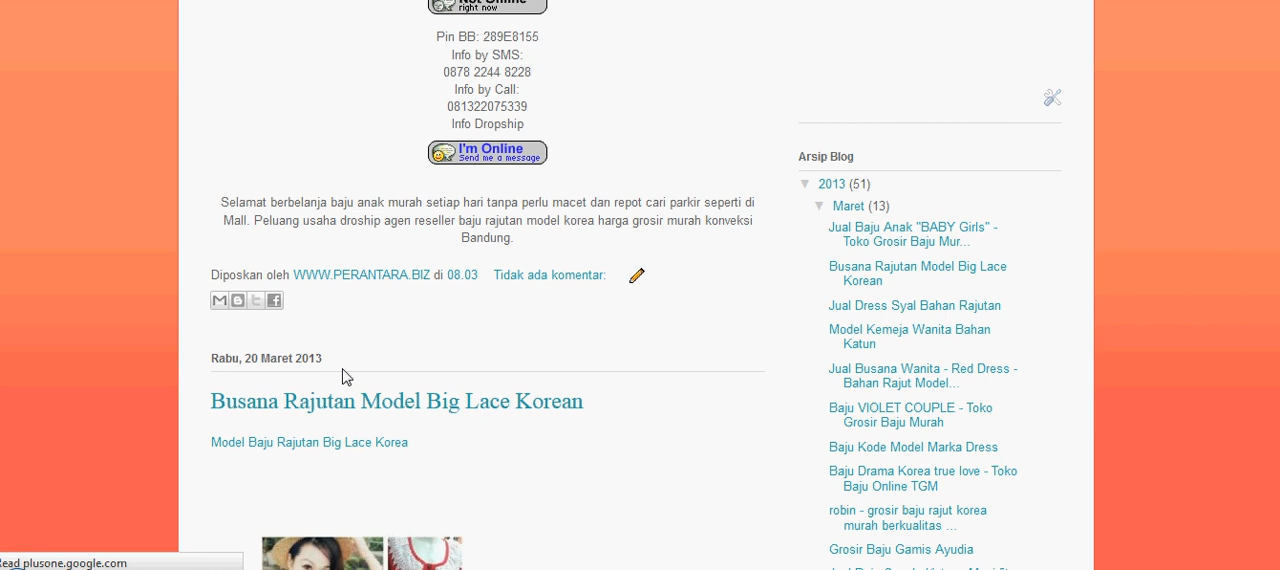 Not Online
right now
Pin BB: 289E8155
Info by SMS:
0878 2244 8228
Info by Call:
081322075339
Info Dropship
I'm Online
Send me a message
Selamat berbelanja baju anak murah setiap hari tanpa perlu macet dan repot cari parkir seperti di
Mall. Peluang usaha droship agen reseller baju rajutan model korea harga grosir murah konveksi
Bandung.
Diposkan oleh WWW.PERANTARA.BIZ di 08.03 Tidak ada komentar:
Rabu, 20 Maret 2013
Busana Rajutan Model Big Lace Korean
Model Baju Rajutan Big Lace Korea
Arsip Blog
▼ 2013 (51)
▼ Maret (13)
Jual Baju Anak "BABY Girls" -
Toko Grosir Baju Mur...
Busana Rajutan Model Big Lace
Korean
Jual Dress Syal Bahan Rajutan
Model Kemeja Wanita Bahan
Katun
Jual Busana Wanita - Red Dress -
Bahan Rajut Model...
Baju VIOLET COUPLE - Toko
Grosir Baju Murah
Baju Kode Model Marka Dress
Baju Drama Korea true love - Toko
Baju Online TGM
robin - grosir baju rajut korea
murah berkualitas ...
Grosir Baju Gamis Ayudia
Read plusone.google.com